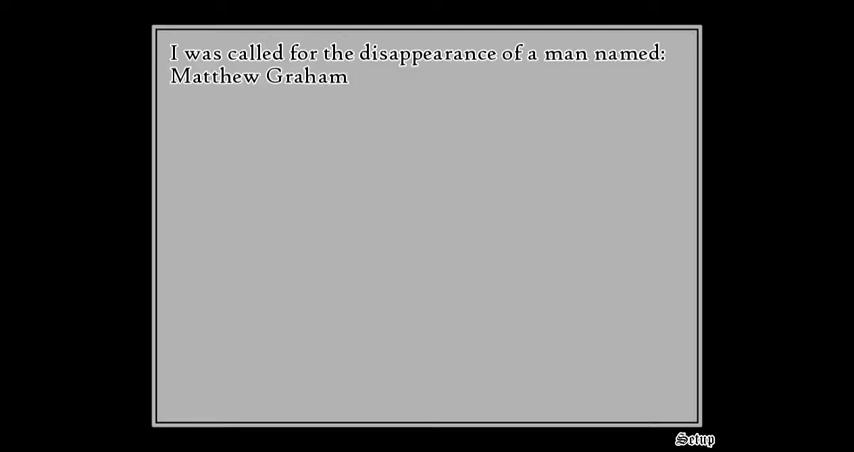 I was called for the disappearance of a man named:
Matthew Graham
Setup